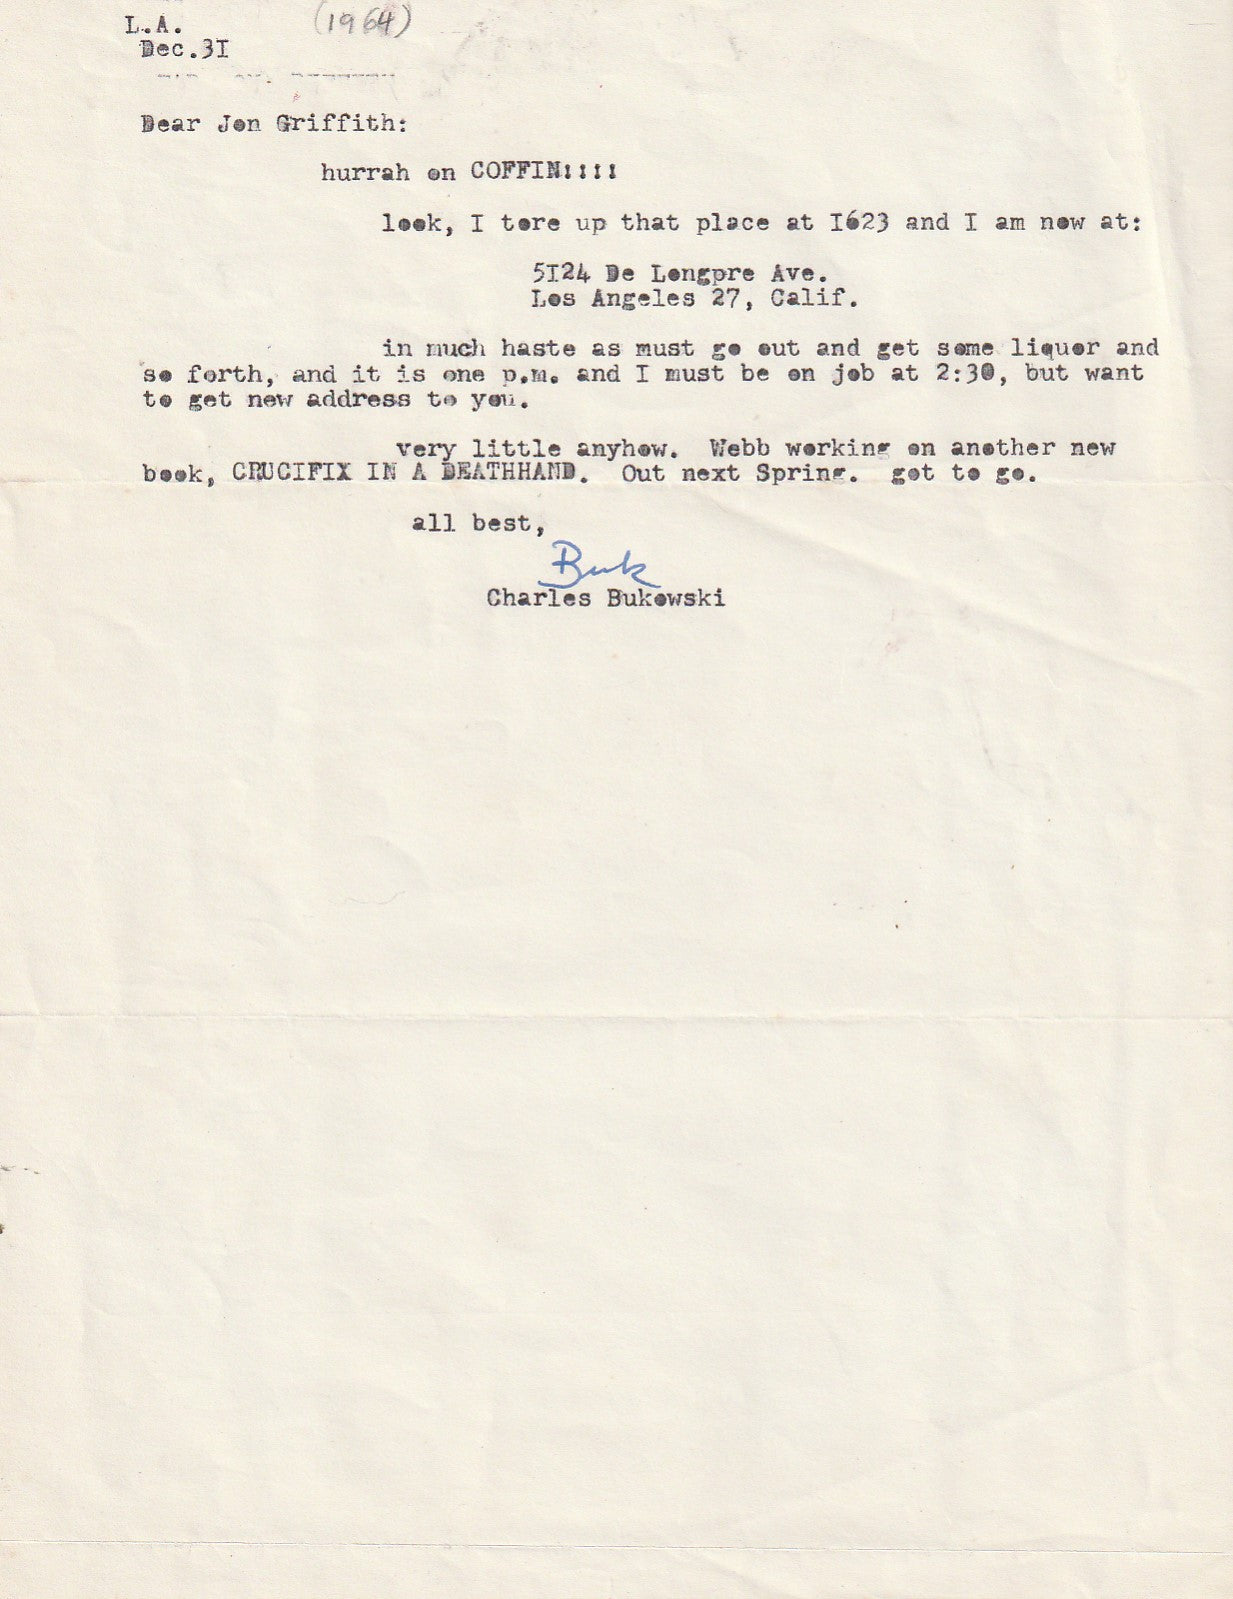 L.A. (1964)
Dec.3I
Dear Jon Griffith:
hurrah on COFFIN!!!!
look, I tore up that place at I623 and I am now at:
5I24 De Longpre Ave.
Los Angeles 27, Calif.
in much haste as must go out and get some liquor and
so forth, and it is one p.m. and I must be on job at 2:30, but want
to get new address to you.
very little anyhow. Webb working on another new
book, CRUCIFIX IN A DEATHHAND. Out next Spring. got to go.
all best,
Buk
Charles Bukowski